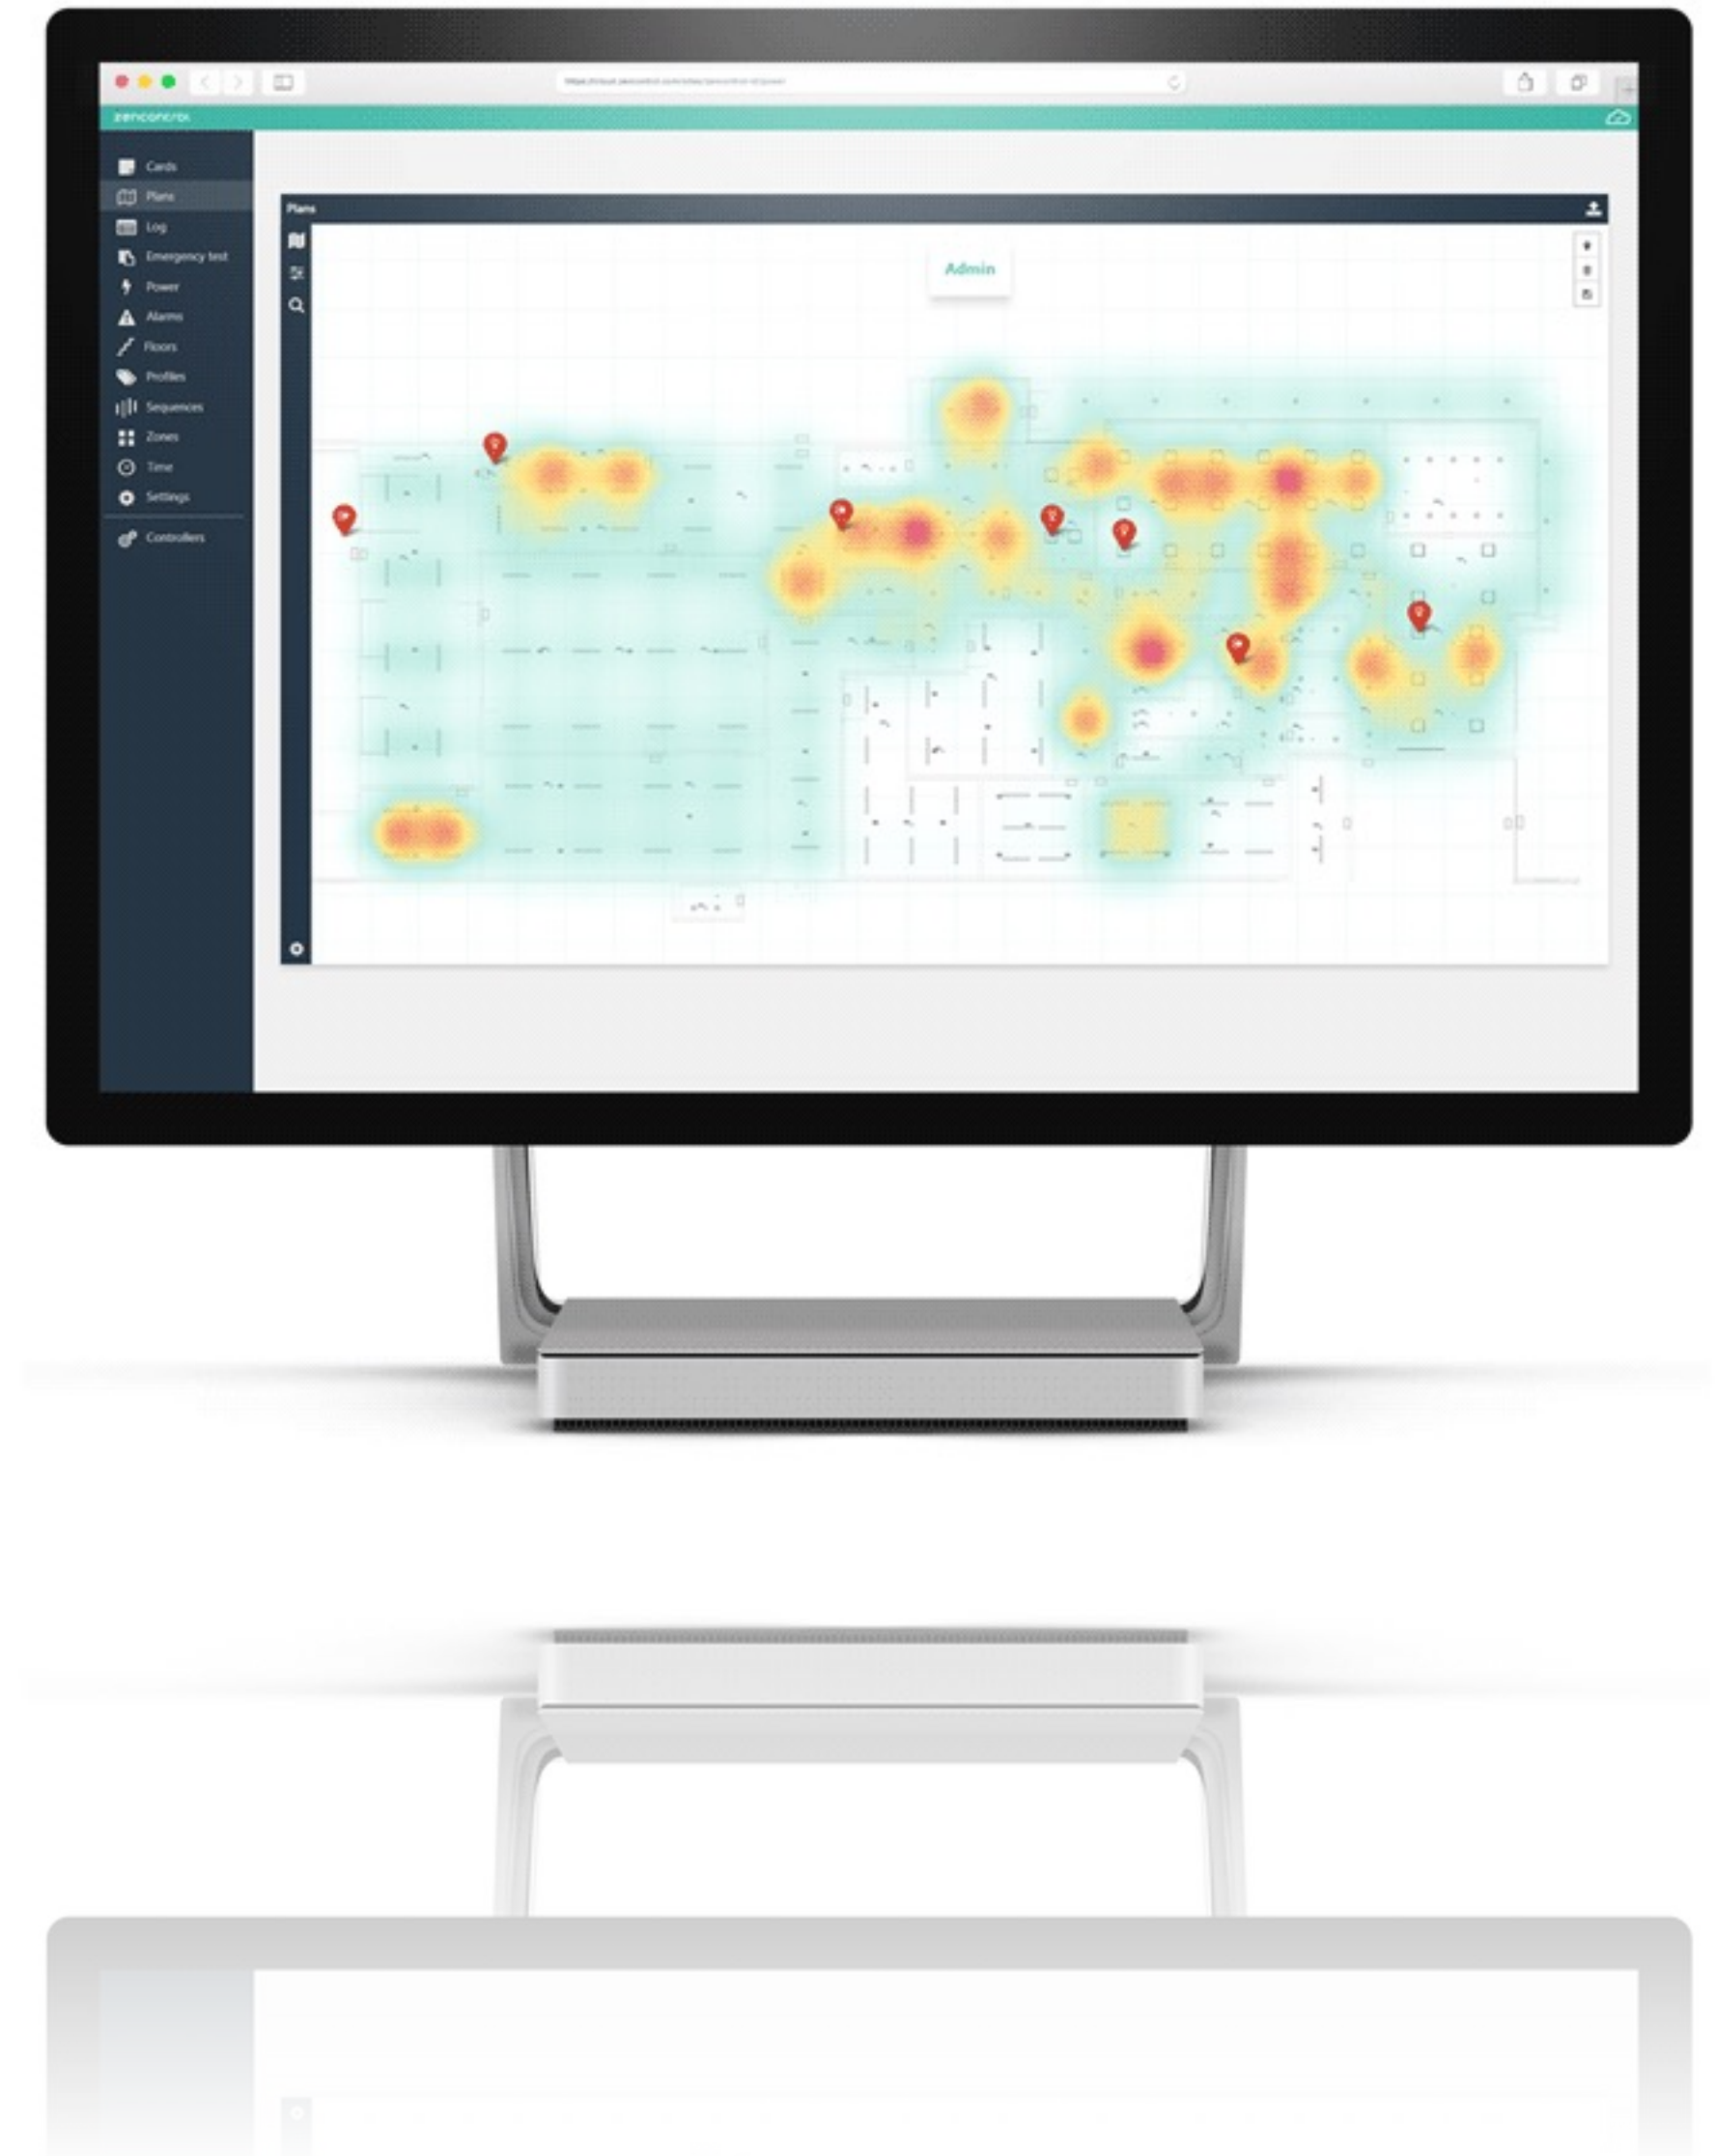 zencontrol
Cards
Plans
Log
Emergency test
Power
Alarms
Floors
Profiles
Sequences
Zones
Time
Settings
Controllers
Plans
Admin